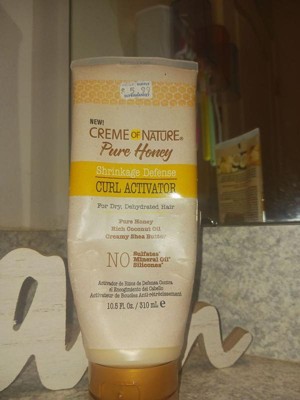 NEW!
CREME OF NATURE®
Pure Honey
Shrinkage Defense
CURL ACTIVATOR
For Dry, Dehydrated Hair
Pure Honey
Rich Coconut Oil
Creamy Shea Butter
NO Sulfates*
Mineral Oil*
Silicones*
Activador de Rizos de Defensa Contra
el Encogimiento del Cabello
Activateur de Boucles Anti-rétrécissement
10.5 Fl. Oz. / 310 mL e